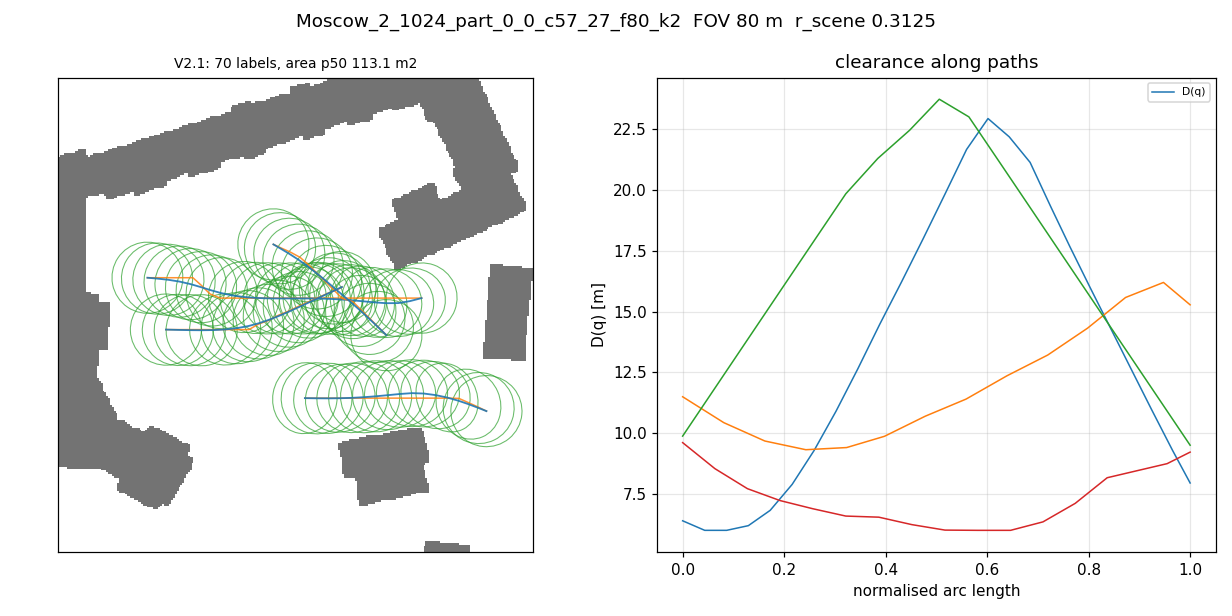 Moscow_2_1024_part_0_0_c57_27_f80_k2  FOV 80 m  r_scene 0.3125
V2.1: 70 labels, area p50 113.1 m2
clearance along paths
D(q)
22.5
20.0
17.5
15.0
12.5
10.0
7.5
D(q) [m]
0.0 0.2 0.4 0.6 0.8 1.0
normalised arc length